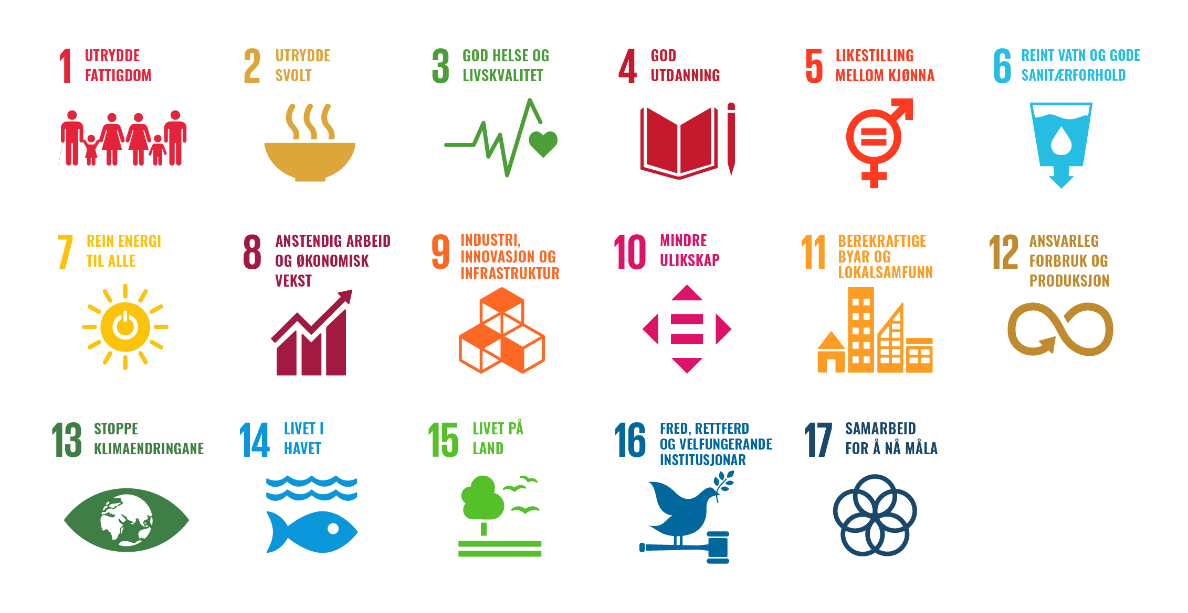 1 UTRYDDE
FATTIGDOM
2 UTRYDDE
SVOLT
3 GOD HELSE OG
LIVSKVALITET
4 GOD
UTDANNING
5 LIKESTILLING
MELLOM KJØNNA
6 REINT VATN OG GODE
SANITÆRFORHOLD
7 REIN ENERGI
TIL ALLE
8 ANSTENDIG ARBEID
OG ØKONOMISK
VEKST
9 INDUSTRI,
INNOVASJON OG
INFRASTRUKTUR
10 MINDRE
ULIKSKAP
11 BEREKRAFTIGE
BYAR OG
LOKALSAMFUNN
12 ANSVARLEG
FORBRUK OG
PRODUKSJON
13 STOPPE
KLIMAENDRINGANE
14 LIVET I
HAVET
15 LIVET PÅ
LAND
16 FRED, RETTFERD
OG VELFUNGERANDE
INSTITUSJONAR
17 SAMARBEID
FOR Å NÅ MÅLA